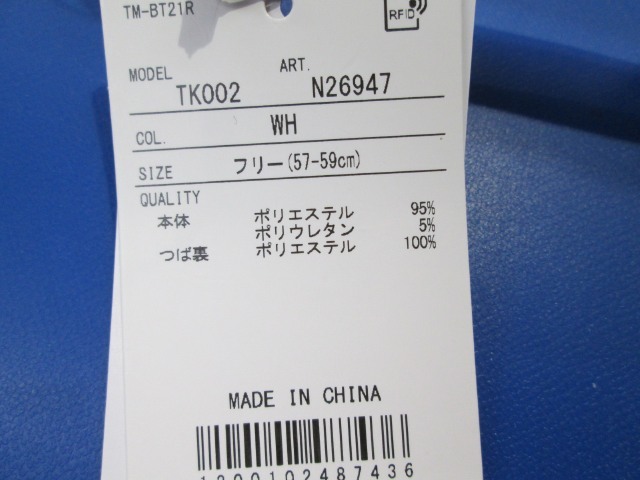 TM-BT21R
RFID
MODEL TK002 ART. N26947
COL. WH
SIZE フリー(57-59cm)
QUALITY
本体 ポリエステル 95%
ポリウレタン 5%
つば裏 ポリエステル 100%
MADE IN CHINA